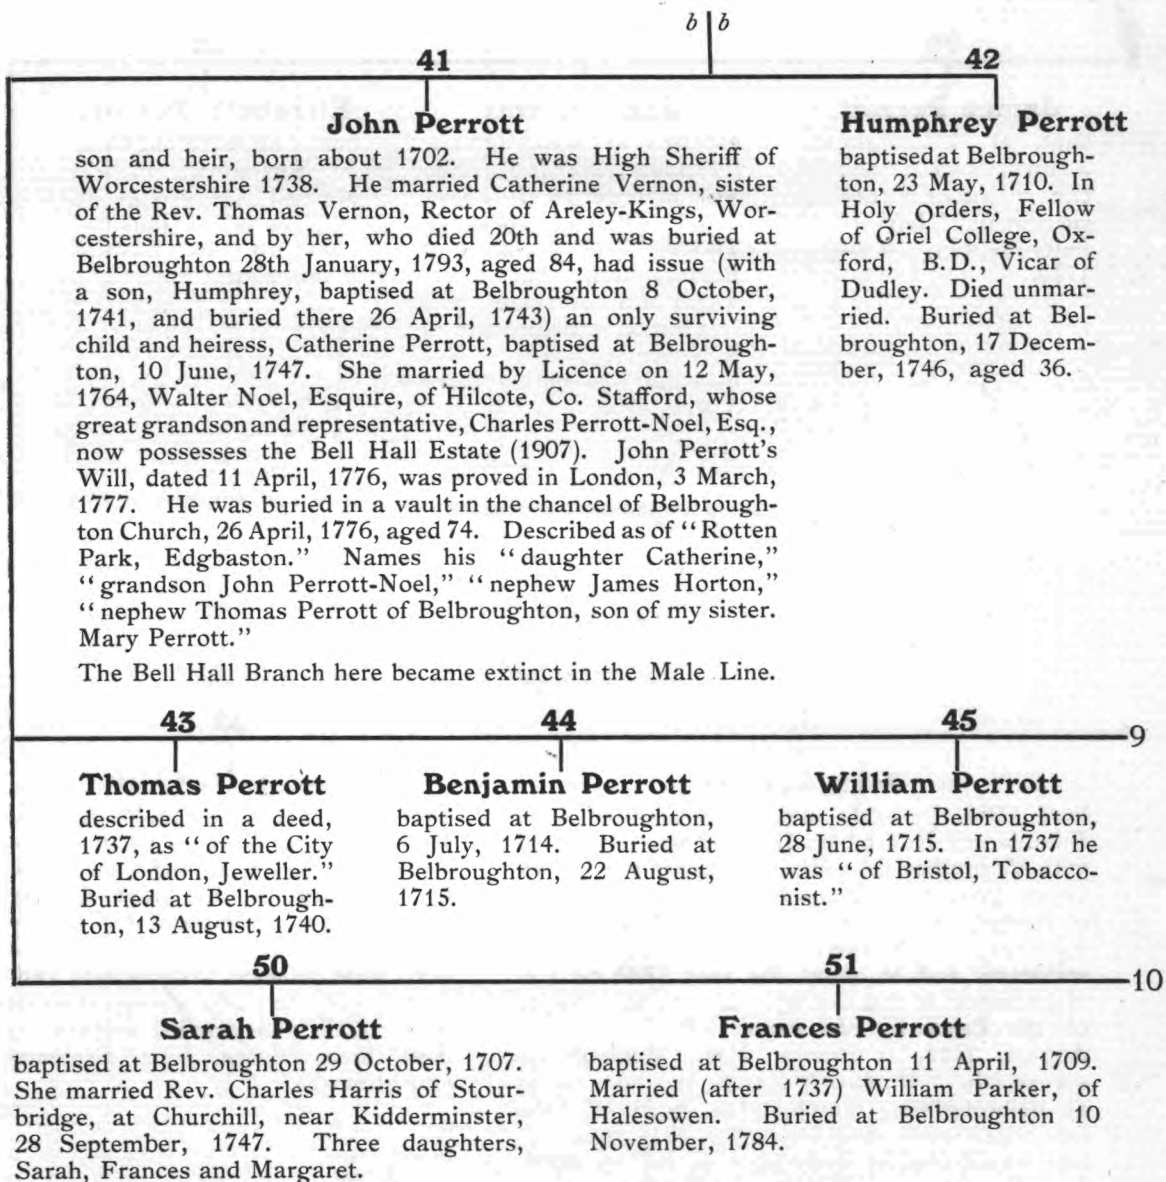 b b
41
John Perrott
son and heir, born about 1702. He was High Sheriff of
Worcestershire 1738. He married Catherine Vernon, sister
of the Rev. Thomas Vernon, Rector of Areley-Kings, Wor-
cestershire, and by her, who died 20th and was buried at
Belbroughton 28th January, 1793, aged 84, had issue (with
a son, Humphrey, baptised at Belbroughton 8 October,
1741, and buried there 26 April, 1743) an only surviving
child and heiress, Catherine Perrott, baptised at Belbrough-
ton, 10 June, 1747. She married by Licence on 12 May,
1764, Walter Noel, Esquire, of Hilcote, Co. Stafford, whose
great grandson and representative, Charles Perrott-Noel, Esq.,
now possesses the Bell Hall Estate (1907). John Perrott's
Will, dated 11 April, 1776, was proved in London, 3 March,
1777. He was buried in a vault in the chancel of Belbrough-
ton Church, 26 April, 1776, aged 74. Described as of "Rotten
Park, Edgbaston." Names his "daughter Catherine,"
"grandson John Perrott-Noel," "nephew James Horton,"
"nephew Thomas Perrott of Belbroughton, son of my sister.
Mary Perrott."
The Bell Hall Branch here became extinct in the Male Line.
42
Humphrey Perrott
baptised at Belbrough-
ton, 23 May, 1710. In
Holy Orders, Fellow
of Oriel College, Ox-
ford, B.D., Vicar of
Dudley. Died unmar-
ried. Buried at Bel-
broughton, 17 Decem-
ber, 1746, aged 36.
43
Thomas Perrott
described in a deed,
1737, as "of the City
of London, Jeweller."
Buried at Belbrough-
ton, 13 August, 1740.
44
Benjamin Perrott
baptised at Belbroughton,
6 July, 1714. Buried at
Belbroughton, 22 August,
1715.
45
William Perrott
baptised at Belbroughton,
28 June, 1715. In 1737 he
was "of Bristol, Tobacco-
nist."
9
50
Sarah Perrott
baptised at Belbroughton 29 October, 1707.
She married Rev. Charles Harris of Stour-
bridge, at Churchill, near Kidderminster,
28 September, 1747. Three daughters,
Sarah, Frances and Margaret.
51
Frances Perrott
baptised at Belbroughton 11 April, 1709.
Married (after 1737) William Parker, of
Halesowen. Buried at Belbroughton 10
November, 1784.
10